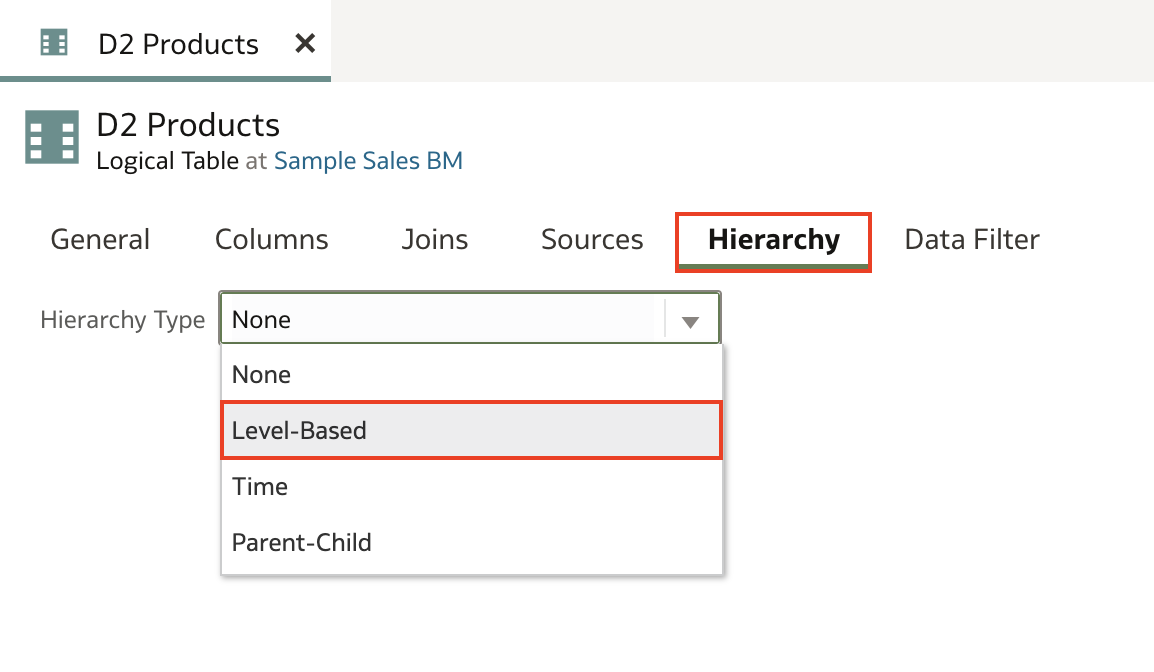 D2 Products
D2 Products
Logical Table at Sample Sales BM
General Columns Joins Sources Hierarchy Data Filter
Hierarchy Type None
None
Level-Based
Time
Parent-Child